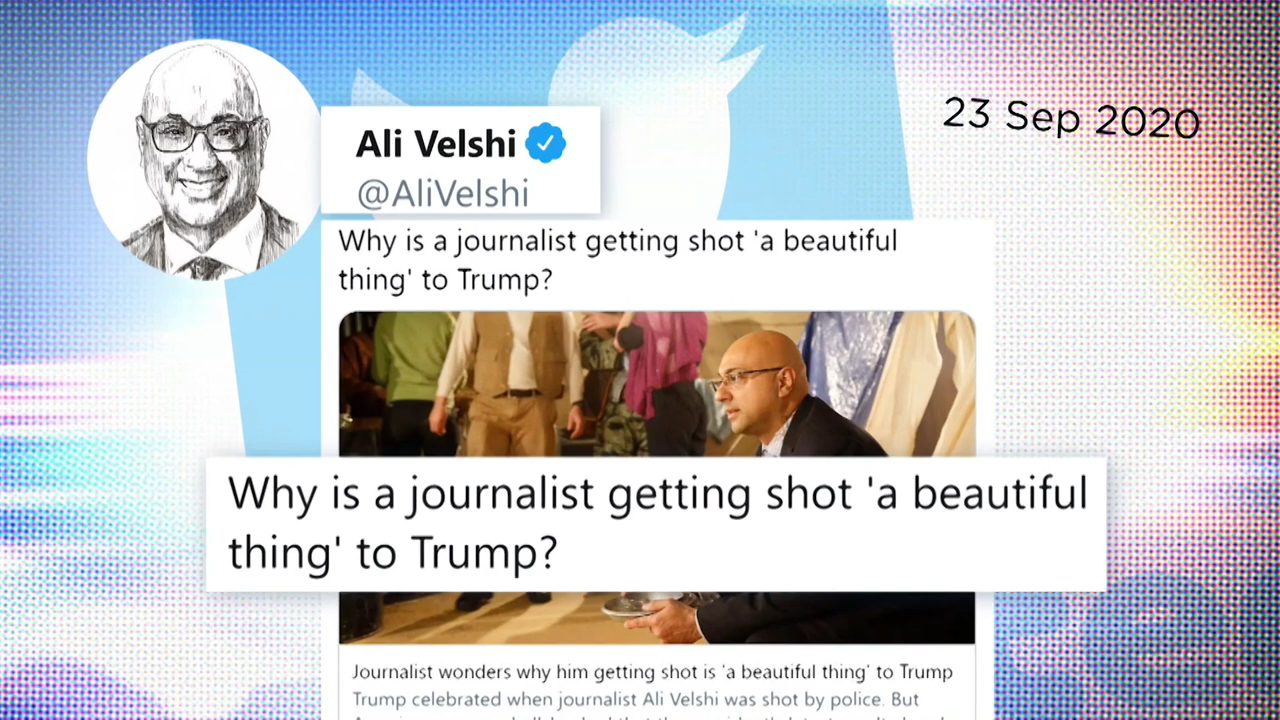 23 Sep 2020
Ali Velshi
@AliVelshi
Why is a journalist getting shot 'a beautiful
thing' to Trump?
Why is a journalist getting shot 'a beautiful
thing' to Trump?
Journalist wonders why him getting shot is 'a beautiful thing' to Trump
Trump celebrated when journalist Ali Velshi was shot by police. But